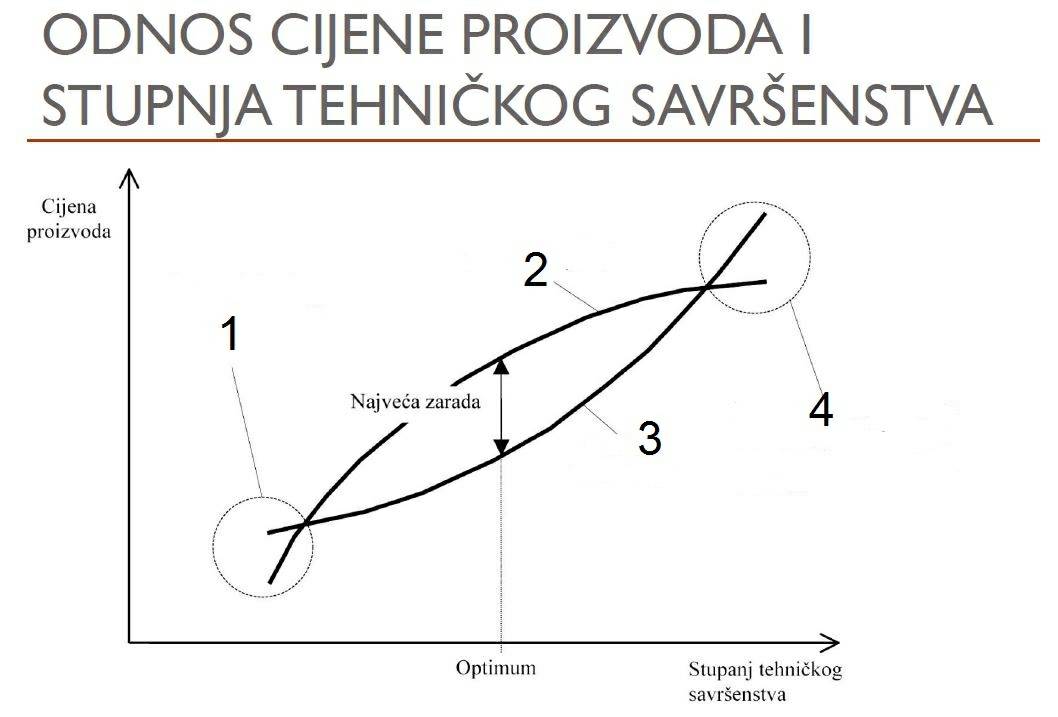 ODNOS CIJENE PROIZVODA I
STUPNJA TEHNIČKOG SAVRŠENSTVA
Cijena
proizvoda
1
2
Najveća zarada
3
4
Optimum
Stupanj tehničkog
savršenstva